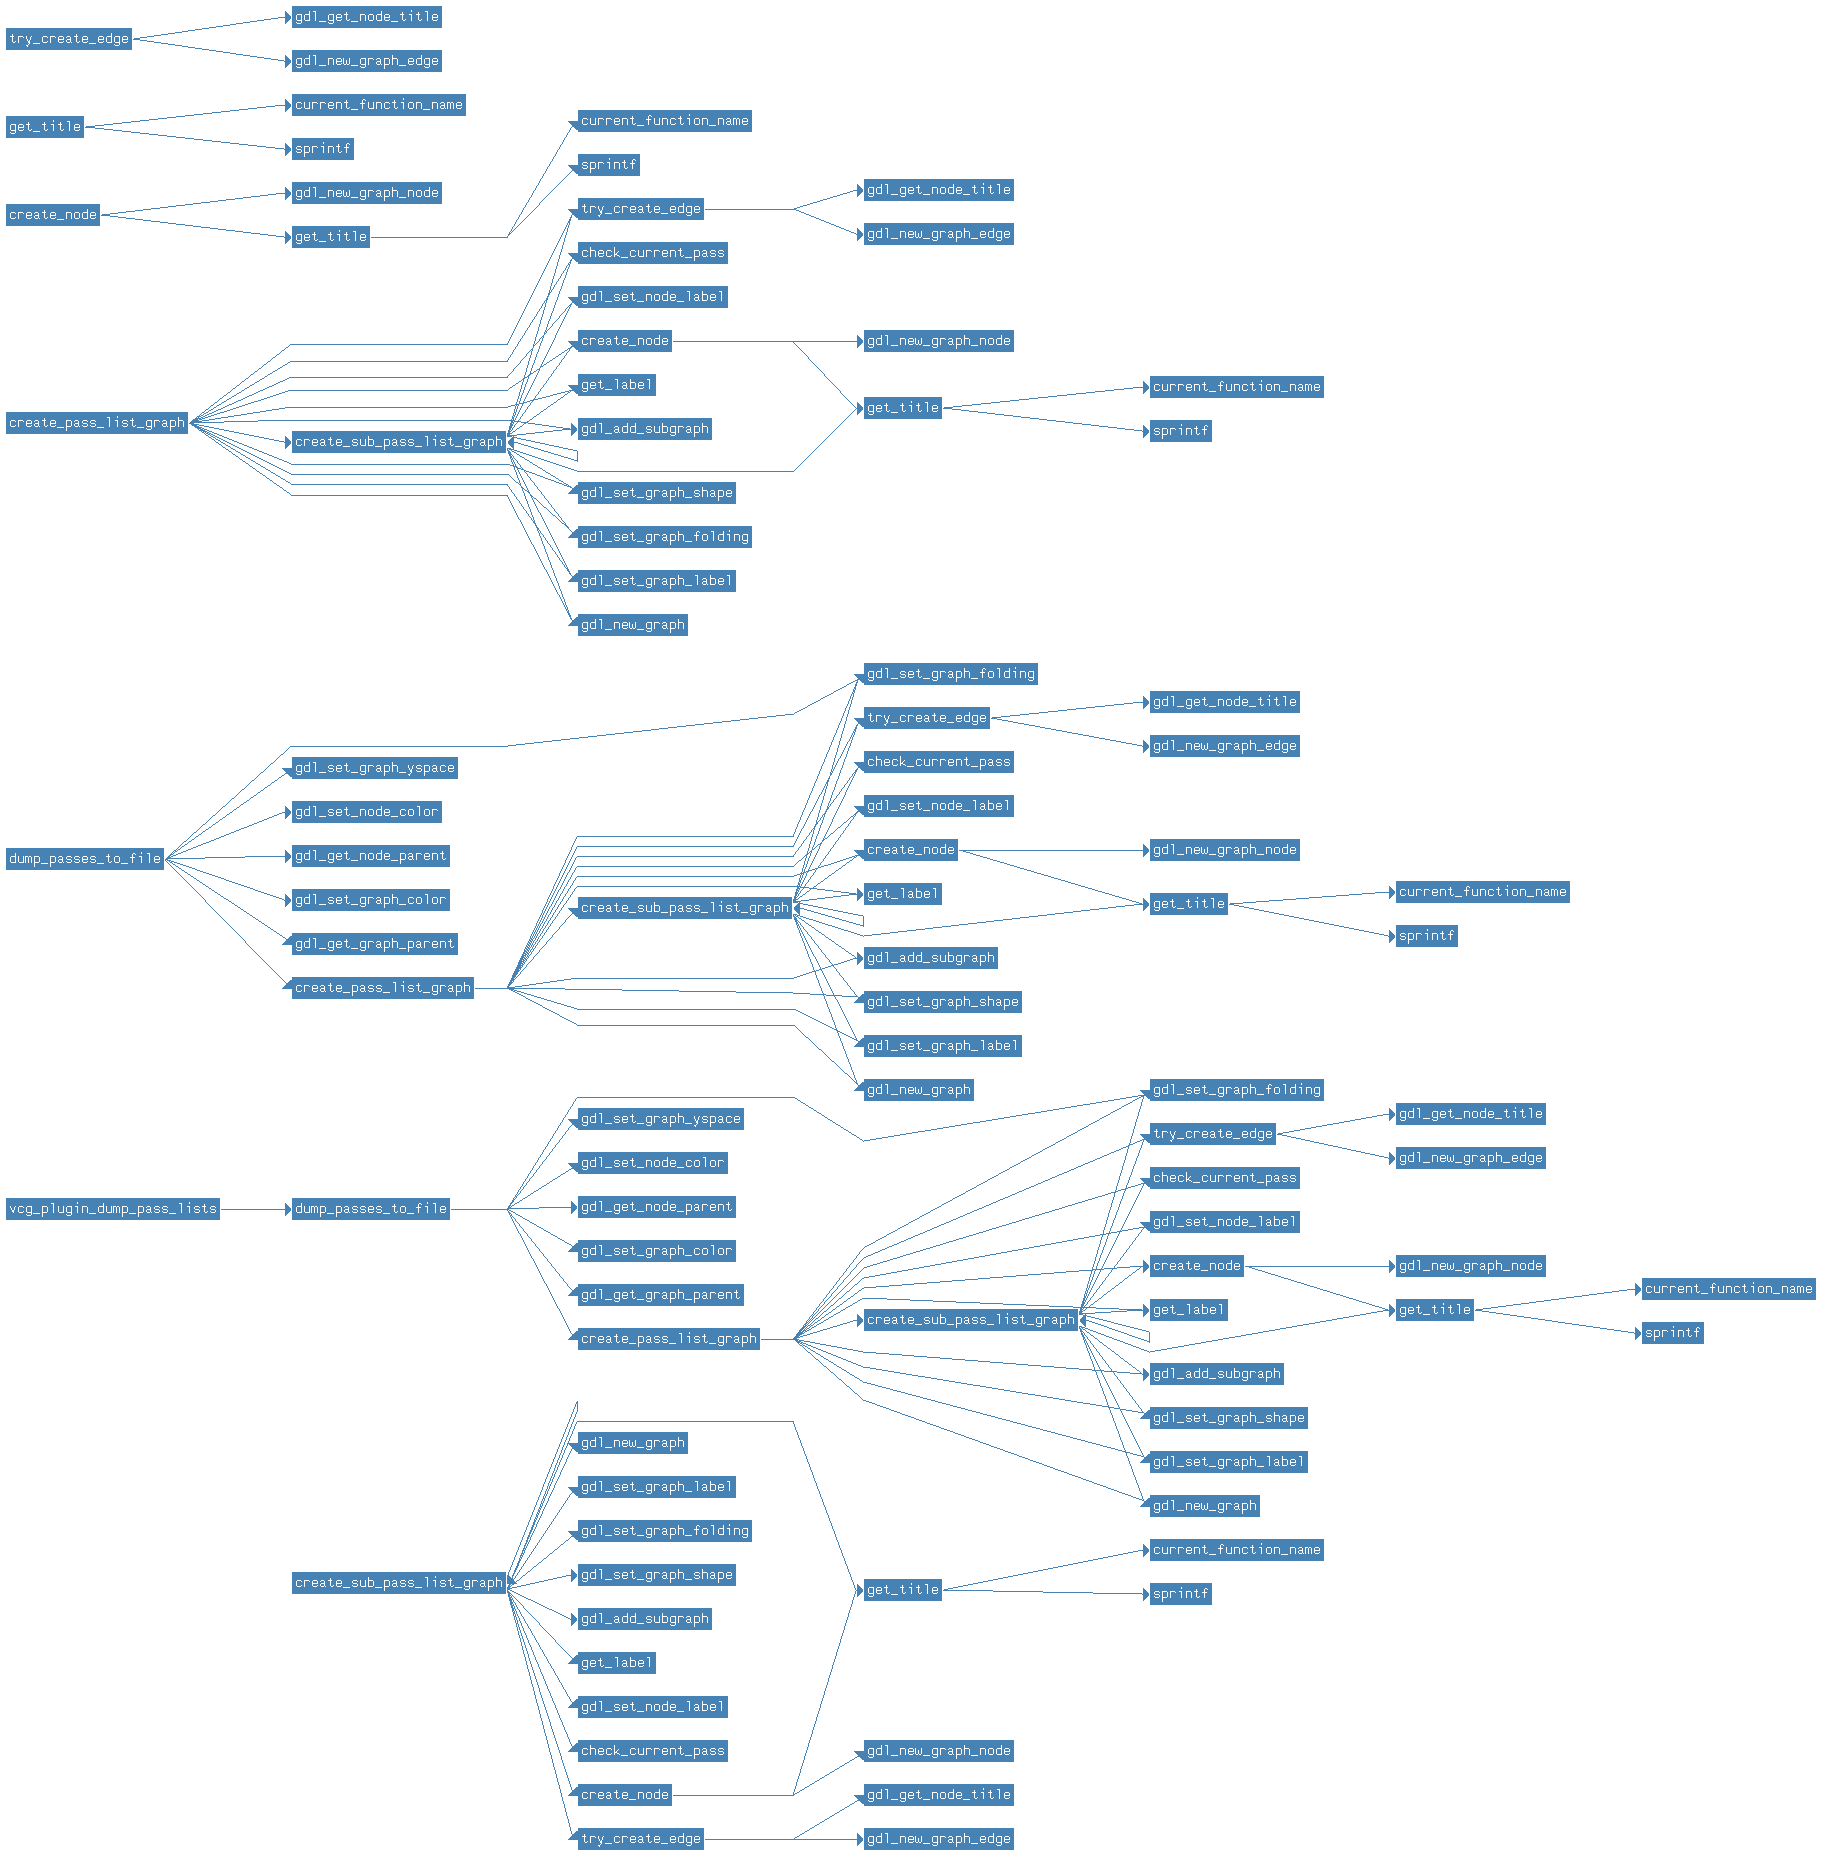 gdl_get_node_title
try_create_edge
gdl_new_graph_edge
current_function_name
get_title
sprintf
gdl_new_graph_node
create_node
get_title
current_function_name
sprintf
try_create_edge
gdl_get_node_title
gdl_new_graph_edge
check_current_pass
gdl_set_node_label
create_node
gdl_new_graph_node
get_label
get_title
current_function_name
sprintf
create_pass_list_graph
create_sub_pass_list_graph
gdl_add_subgraph
gdl_set_graph_shape
gdl_set_graph_folding
gdl_set_graph_label
gdl_new_graph
gdl_set_graph_folding
try_create_edge
gdl_get_node_title
gdl_new_graph_edge
gdl_set_graph_yspace
check_current_pass
gdl_set_node_color
gdl_set_node_label
dump_passes_to_file
gdl_get_node_parent
create_node
gdl_new_graph_node
gdl_set_graph_color
create_sub_pass_list_graph
get_label
get_title
current_function_name
sprintf
gdl_get_graph_parent
gdl_add_subgraph
create_pass_list_graph
gdl_set_graph_shape
gdl_set_graph_label
gdl_new_graph
gdl_set_graph_folding
gdl_set_graph_yspace
try_create_edge
gdl_get_node_title
gdl_new_graph_edge
gdl_set_node_color
check_current_pass
vcg_plugin_dump_pass_lists
dump_passes_to_file
gdl_get_node_parent
gdl_set_node_label
gdl_set_graph_color
create_node
gdl_new_graph_node
gdl_get_graph_parent
get_label
get_title
current_function_name
sprintf
create_pass_list_graph
create_sub_pass_list_graph
gdl_add_subgraph
gdl_set_graph_shape
gdl_set_graph_label
gdl_new_graph
gdl_new_graph
gdl_set_graph_label
gdl_set_graph_folding
gdl_set_graph_shape
create_sub_pass_list_graph
get_title
current_function_name
sprintf
gdl_add_subgraph
get_label
gdl_set_node_label
check_current_pass
gdl_new_graph_node
create_node
gdl_get_node_title
try_create_edge
gdl_new_graph_edge